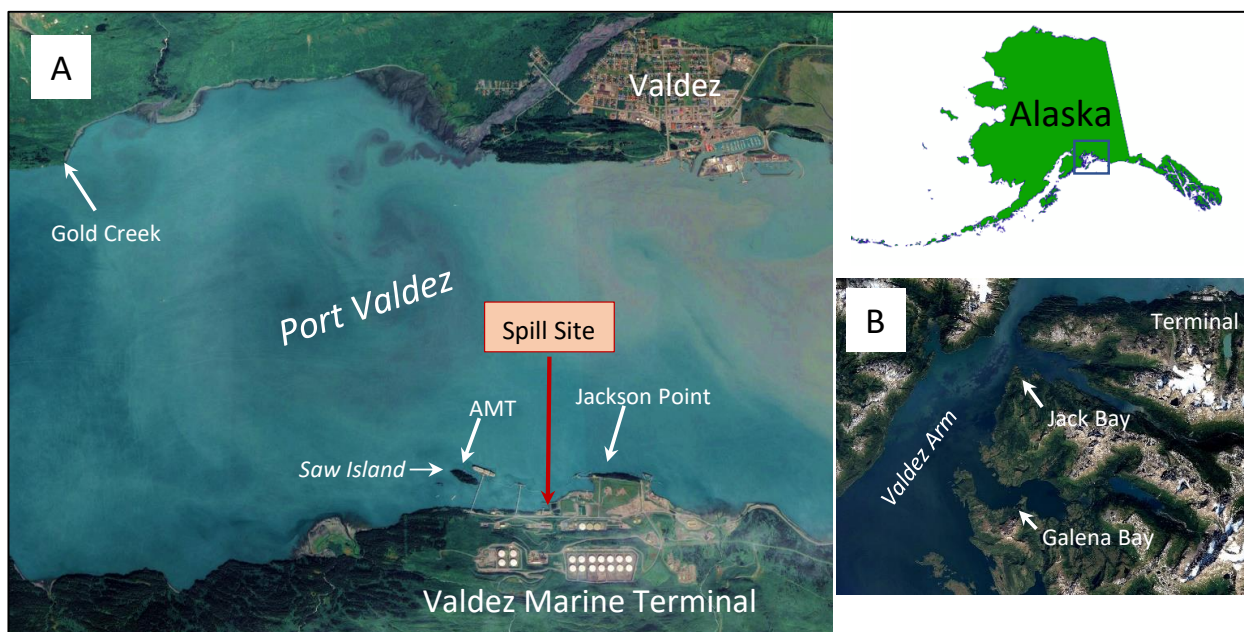 A
Valdez
Gold Creek
Port Valdez
Spill Site
AMT
Jackson Point
Saw Island
Valdez Marine Terminal
Alaska
B
Terminal
Jack Bay
Valdez Arm
Galena Bay